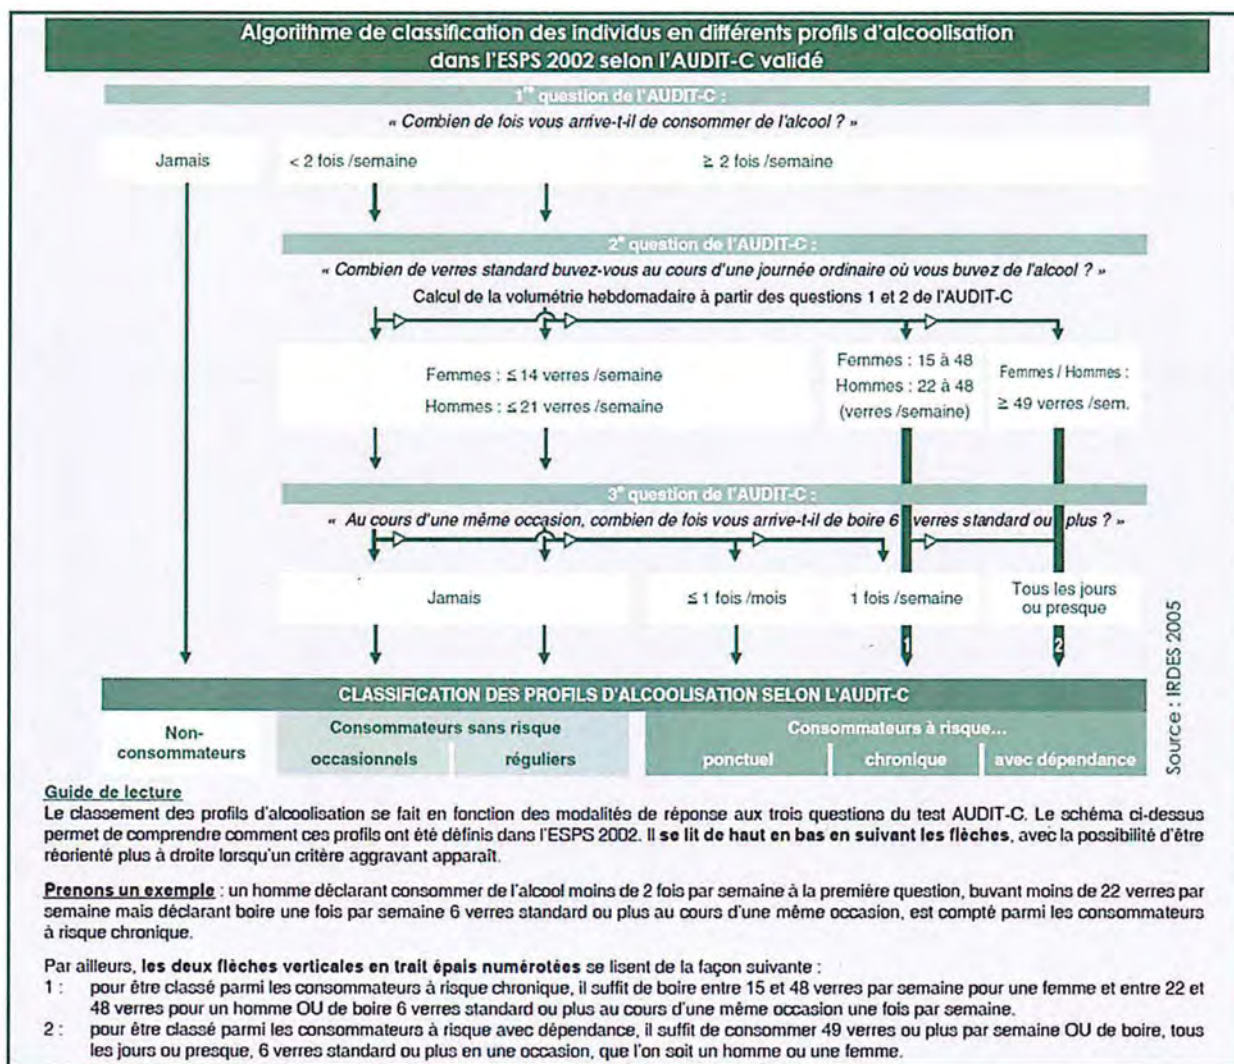 Algorithme de classification des individus en différents profils d'alcoolisation
dans l'ESPS 2002 selon l'AUDIT-C validé
1re question de l'AUDIT-C :
« Combien de fois vous arrive-t-il de consommer de l'alcool ? »
Jamais
< 2 fois /semaine
≥ 2 fois /semaine
2e question de l'AUDIT-C :
« Combien de verres standard buvez-vous au cours d'une journée ordinaire où vous buvez de l'alcool ? »
Calcul de la volumétrie hebdomadaire à partir des questions 1 et 2 de l'AUDIT-C
Femmes : ≤ 14 verres /semaine
Hommes : ≤ 21 verres /semaine
Femmes : 15 à 48
Hommes : 22 à 48
(verres /semaine)
Femmes / Hommes :
≥ 49 verres /sem.
3e question de l'AUDIT-C :
« Au cours d'une même occasion, combien de fois vous arrive-t-il de boire 6 verres standard ou plus ? »
Jamais
≤ 1 fois /mois
1 fois /semaine
Tous les jours
ou presque
1
2
CLASSIFICATION DES PROFILS D'ALCOOLISATION SELON L'AUDIT-C
Non-
consommateurs
Consommateurs sans risque
occasionnels
réguliers
Consommateurs à risque...
ponctuel
chronique
avec dépendance
Source : IRDES 2005
Guide de lecture
Le classement des profils d'alcoolisation se fait en fonction des modalités de réponse aux trois questions du test AUDIT-C. Le schéma ci-dessus
permet de comprendre comment ces profils ont été définis dans l'ESPS 2002. Il se lit de haut en bas en suivant les flèches, avec la possibilité d'être
réorienté plus à droite lorsqu'un critère aggravant apparaît.
Prenons un exemple : un homme déclarant consommer de l'alcool moins de 2 fois par semaine à la première question, buvant moins de 22 verres par
semaine mais déclarant boire une fois par semaine 6 verres standard ou plus au cours d'une même occasion, est compté parmi les consommateurs
à risque chronique.
Par ailleurs, les deux flèches verticales en trait épais numérotées se lisent de la façon suivante :
1 : pour être classé parmi les consommateurs à risque chronique, il suffit de boire entre 15 et 48 verres par semaine pour une femme et entre 22 et
48 verres pour un homme OU de boire 6 verres standard ou plus au cours d'une même occasion une fois par semaine.
2 : pour être classé parmi les consommateurs à risque avec dépendance, il suffit de consommer 49 verres ou plus par semaine OU de boire, tous
les jours ou presque, 6 verres standard ou plus en une occasion, que l'on soit un homme ou une femme.